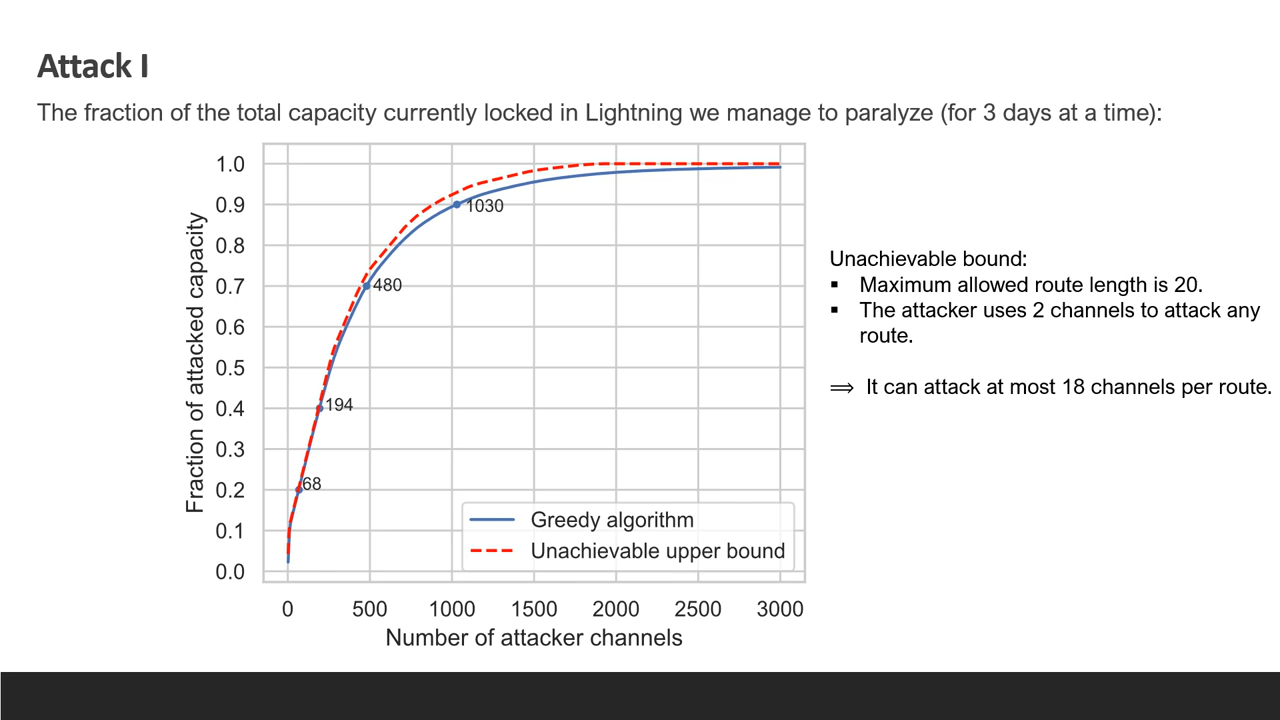 Attack I
The fraction of the total capacity currently locked in Lightning we manage to paralyze (for 3 days at a time):
Fraction of attacked capacity
1.0
0.9
0.8
0.7
0.6
0.5
0.4
0.3
0.2
0.1
0.0
1030
480
194
68
Greedy algorithm
Unachievable upper bound
0 500 1000 1500 2000 2500 3000
Number of attacker channels
Unachievable bound:
▪ Maximum allowed route length is 20.
▪ The attacker uses 2 channels to attack any
route.
⟹ It can attack at most 18 channels per route.